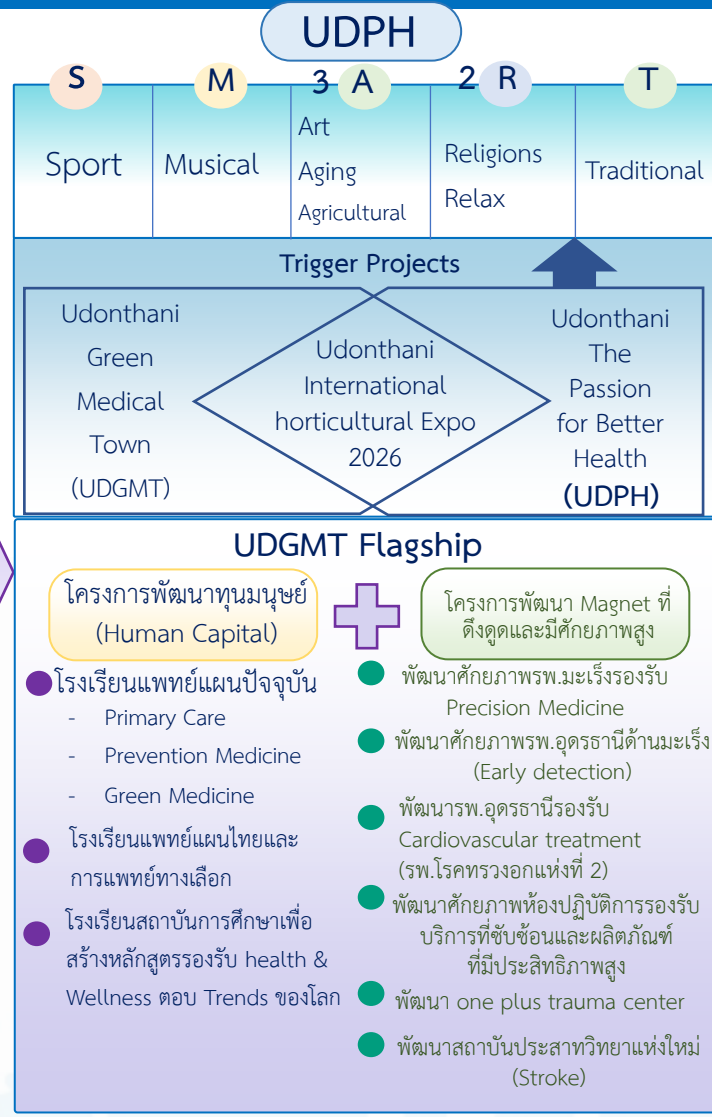 UDPH
S
M
3 A
2 R
T
Sport
Musical
Art
Aging
Agricultural
Religions
Relax
Traditional
Trigger Projects
Udonthani
Green
Medical
Town
(UDGMT)
Udonthani
International
horticultural Expo
2026
Udonthani
The
Passion
for Better
Health
(UDPH)
UDGMT Flagship
โครงการพัฒนาทุนมนุษย์
(Human Capital)
โรงเรียนแพทย์แผนปัจจุบัน
- Primary Care
- Prevention Medicine
- Green Medicine
โรงเรียนแพทย์แผนไทยและ
การแพทย์ทางเลือก
โรงเรียนสถาบันการศึกษาเพื่อ
สร้างหลักสูตรรองรับ health &
Wellness ตอบ Trends ของโลก
โครงการพัฒนา Magnet ที่
ดึงดูดและมีศักยภาพสูง
พัฒนาศักยภาพรพ.มะเร็งรองรับ
Precision Medicine
พัฒนาศักยภาพรพ.อุดรธานีด้านมะเร็ง
(Early detection)
พัฒนารพ.อุดรธานีรองรับ
Cardiovascular treatment
(รพ.โรคทรวงอกแห่งที่ 2)
พัฒนาศักยภาพห้องปฏิบัติการรองรับ
บริการที่ซับซ้อนและผลิตภัณฑ์
ที่มีประสิทธิภาพสูง
พัฒนา one plus trauma center
พัฒนาสถาบันประสาทวิทยาแห่งใหม่
(Stroke)